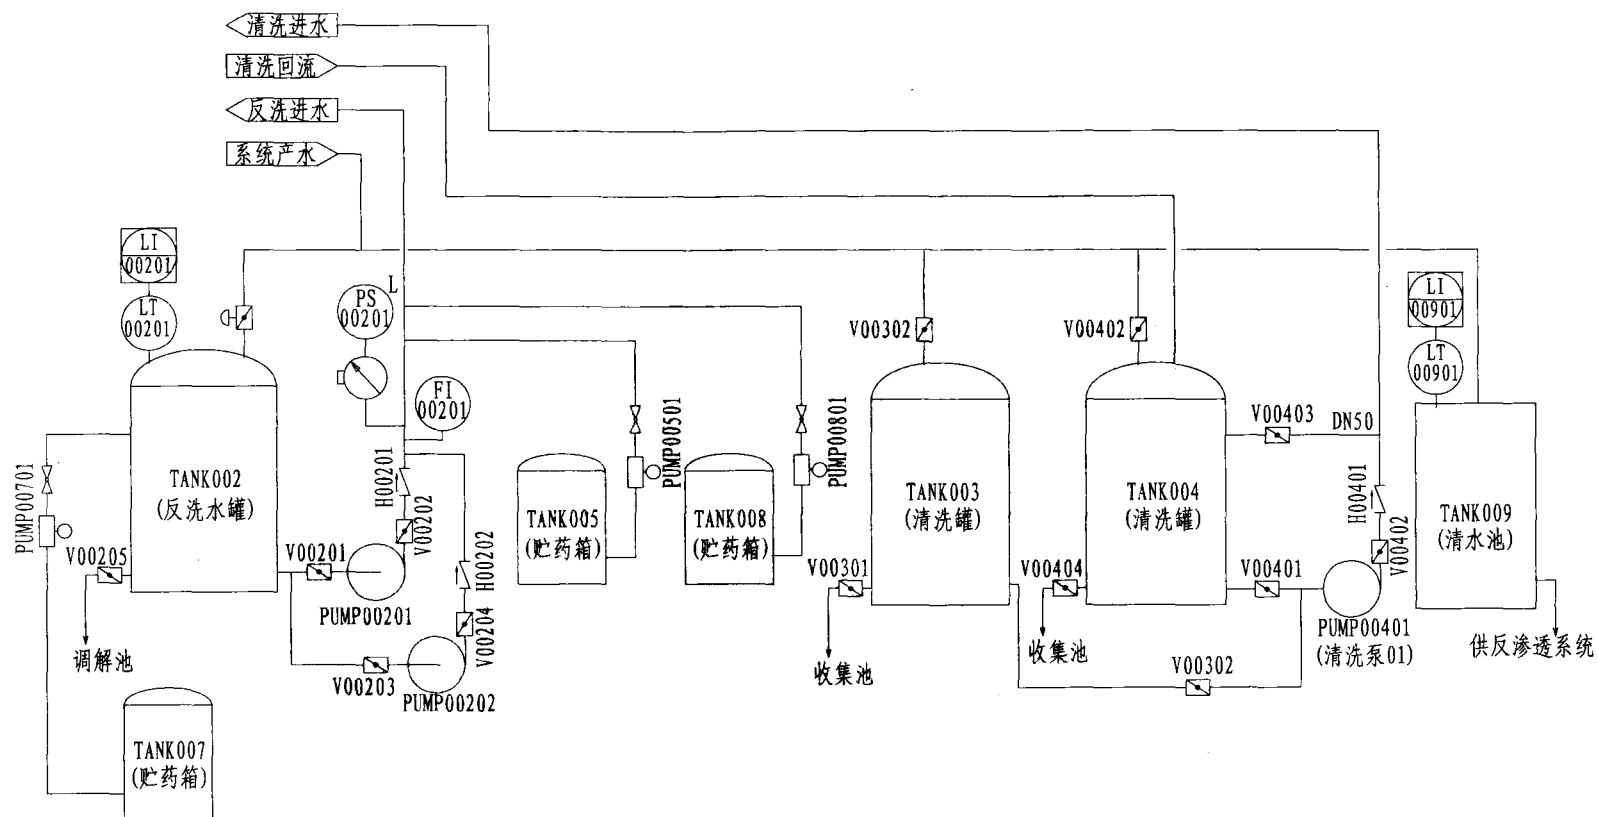 清洗进水
清洗回流
反洗进水
系统产水
LI
00201
LT
00201
PS
00201
L
FI
00201
V00302
V00402
LI
00901
LT
00901
V00403
DN50
PUMP00701
TANK002
(反洗水罐)
H00201
V00202
PUMP00501
PUMP00801
TANK005
(贮药箱)
TANK008
(贮药箱)
TANK003
(清洗罐)
TANK004
(清洗罐)
H00401
V00402
TANK009
(清水池)
V00205
V00201
H00202
V00301
V00404
V00401
PUMP00201
V00204
PUMP00401
(清洗泵01)
调解池
V00203
PUMP00202
收集池
收集池
V00302
供反渗透系统
TANK007
(贮药箱)